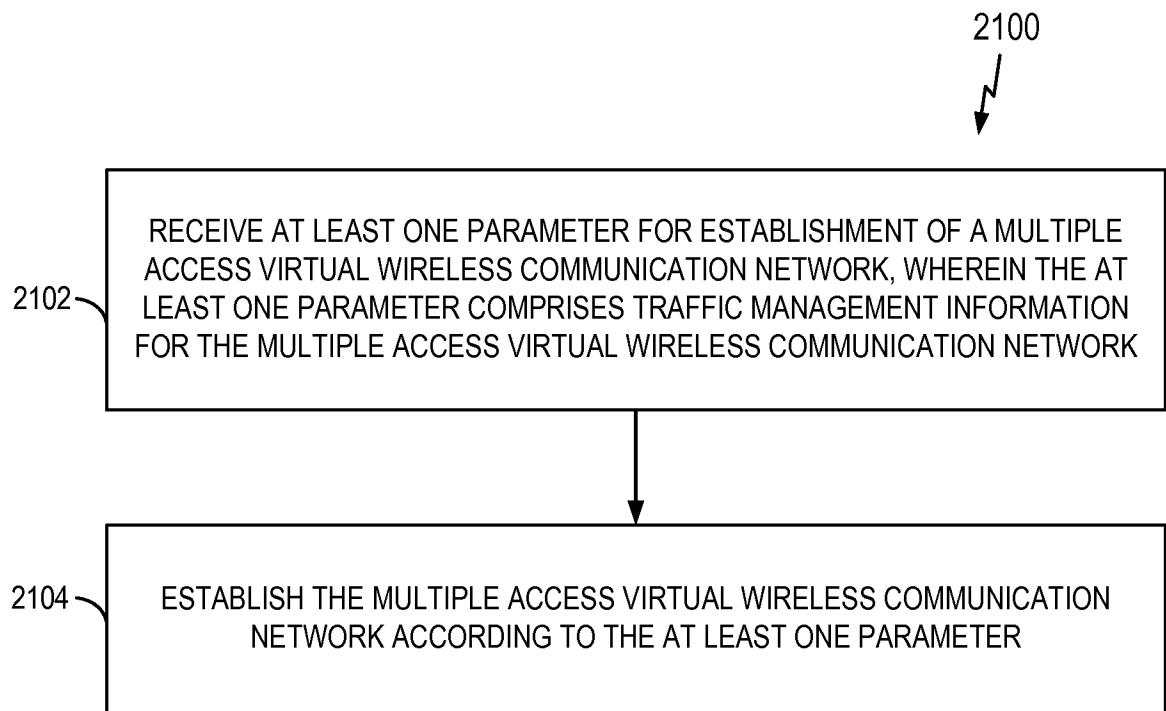 2100
RECEIVE AT LEAST ONE PARAMETER FOR ESTABLISHMENT OF A MULTIPLE
ACCESS VIRTUAL WIRELESS COMMUNICATION NETWORK, WHEREIN THE AT
LEAST ONE PARAMETER COMPRISES TRAFFIC MANAGEMENT INFORMATION
FOR THE MULTIPLE ACCESS VIRTUAL WIRELESS COMMUNICATION NETWORK
2102
ESTABLISH THE MULTIPLE ACCESS VIRTUAL WIRELESS COMMUNICATION
NETWORK ACCORDING TO THE AT LEAST ONE PARAMETER
2104